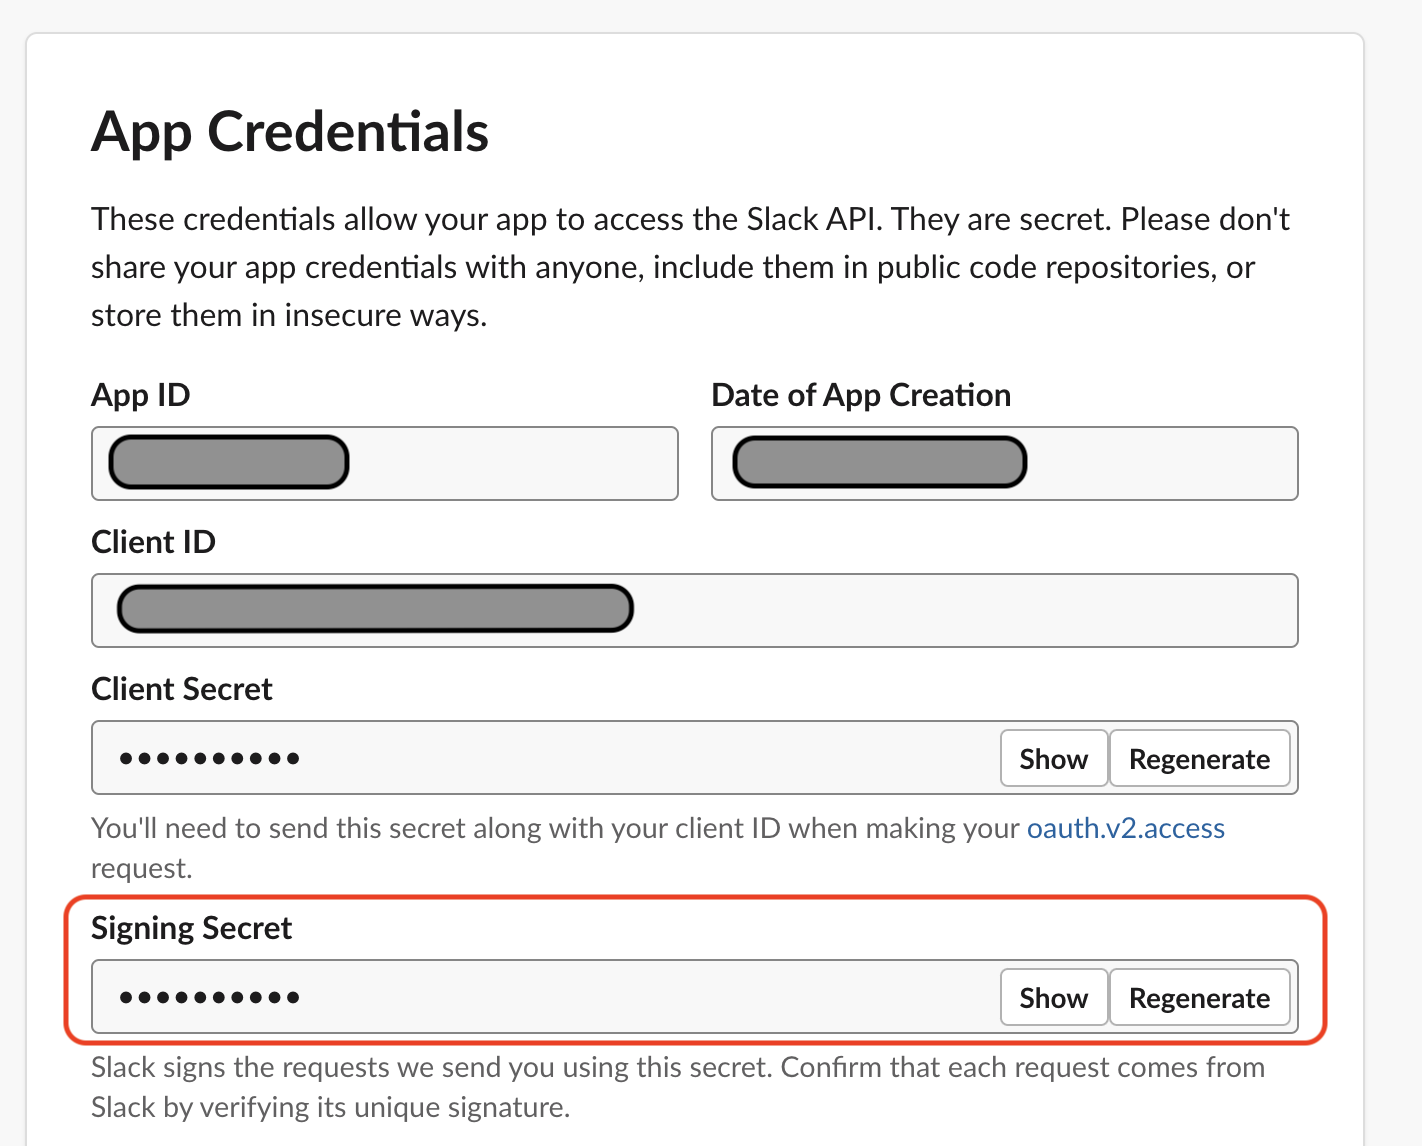 App Credentials
These credentials allow your app to access the Slack API. They are secret. Please don't
share your app credentials with anyone, include them in public code repositories, or
store them in insecure ways.
App ID
Date of App Creation
Client ID
Client Secret
••••••••••
Show
Regenerate
You'll need to send this secret along with your client ID when making your oauth.v2.access
request.
Signing Secret
••••••••••
Show
Regenerate
Slack signs the requests we send you using this secret. Confirm that each request comes from
Slack by verifying its unique signature.